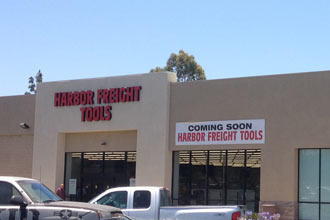 HARBOR FREIGHT
TOOLS
COMING SOON
HARBOR FREIGHT TOOLS